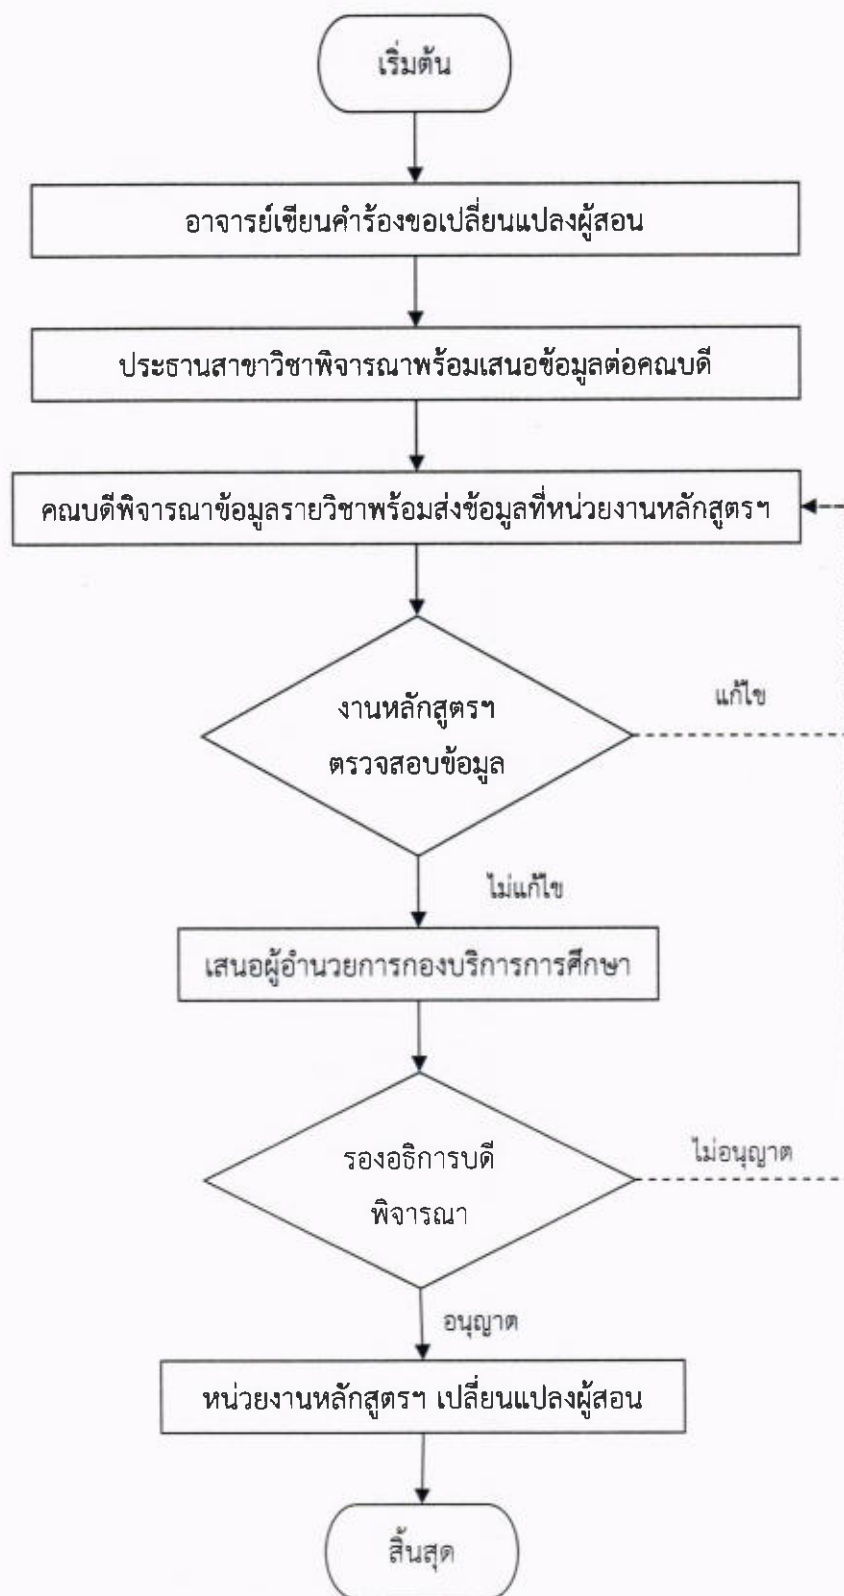 เริ่มต้น
อาจารย์เขียนคำร้องขอเปลี่ยนแปลงผู้สอน
ประธานสาขาวิชาพิจารณาพร้อมเสนอข้อมูลต่อคณบดี
คณบดีพิจารณาข้อมูลรายวิชาพร้อมส่งข้อมูลที่หน่วยงานหลักสูตรฯ
งานหลักสูตรฯ
ตรวจสอบข้อมูล
แก้ไข
ไม่แก้ไข
เสนอผู้อำนวยการกองบริการการศึกษา
รองอธิการบดี
พิจารณา
ไม่อนุญาต
อนุญาต
หน่วยงานหลักสูตรฯ เปลี่ยนแปลงผู้สอน
สิ้นสุด